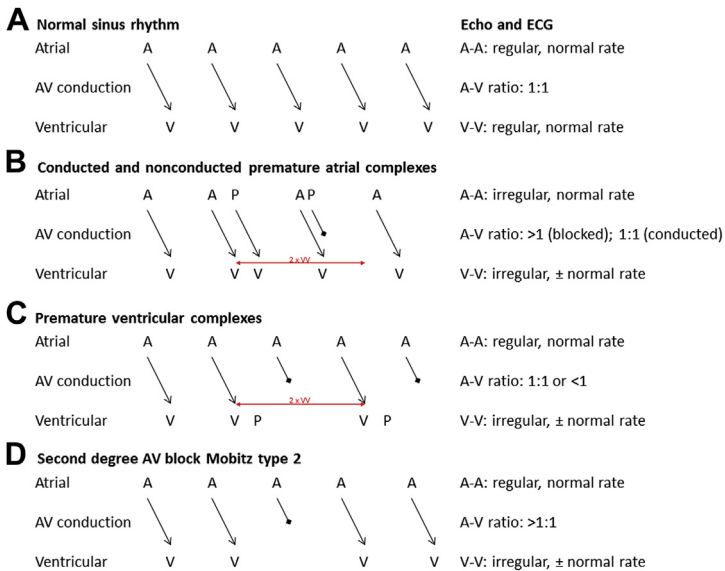 A Normal sinus rhythm Echo and ECG
Atrial A A A A A A-A: regular, normal rate
AV conduction A-V ratio: 1:1
Ventricular V V V V V V-V: regular, normal rate
B Conducted and nonconducted premature atrial complexes
Atrial A A P A P A A-A: irregular, normal rate
AV conduction A-V ratio: >1 (blocked); 1:1 (conducted)
2 x VV
Ventricular V V V V V V-V: irregular, ± normal rate
C Premature ventricular complexes
Atrial A A A A A A-A: regular, normal rate
AV conduction A-V ratio: 1:1 or <1
2 x VV
Ventricular V V P V P V-V: irregular, ± normal rate
D Second degree AV block Mobitz type 2
Atrial A A A A A A-A: regular, normal rate
AV conduction A-V ratio: >1:1
Ventricular V V V V V-V: irregular, ± normal rate